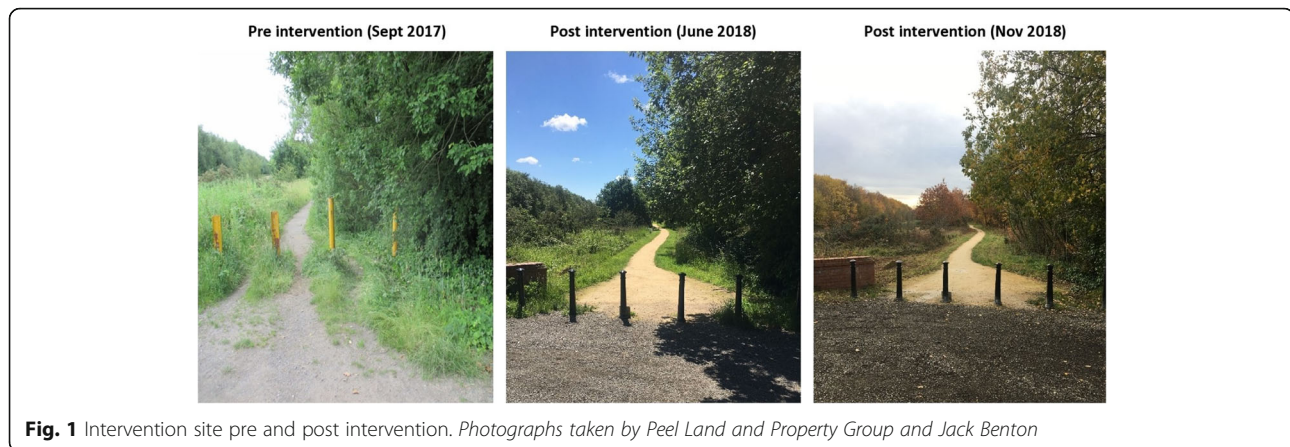 Pre intervention (Sept 2017)
Post intervention (June 2018)
Post intervention (Nov 2018)
Fig. 1 Intervention site pre and post intervention. Photographs taken by Peel Land and Property Group and Jack Benton